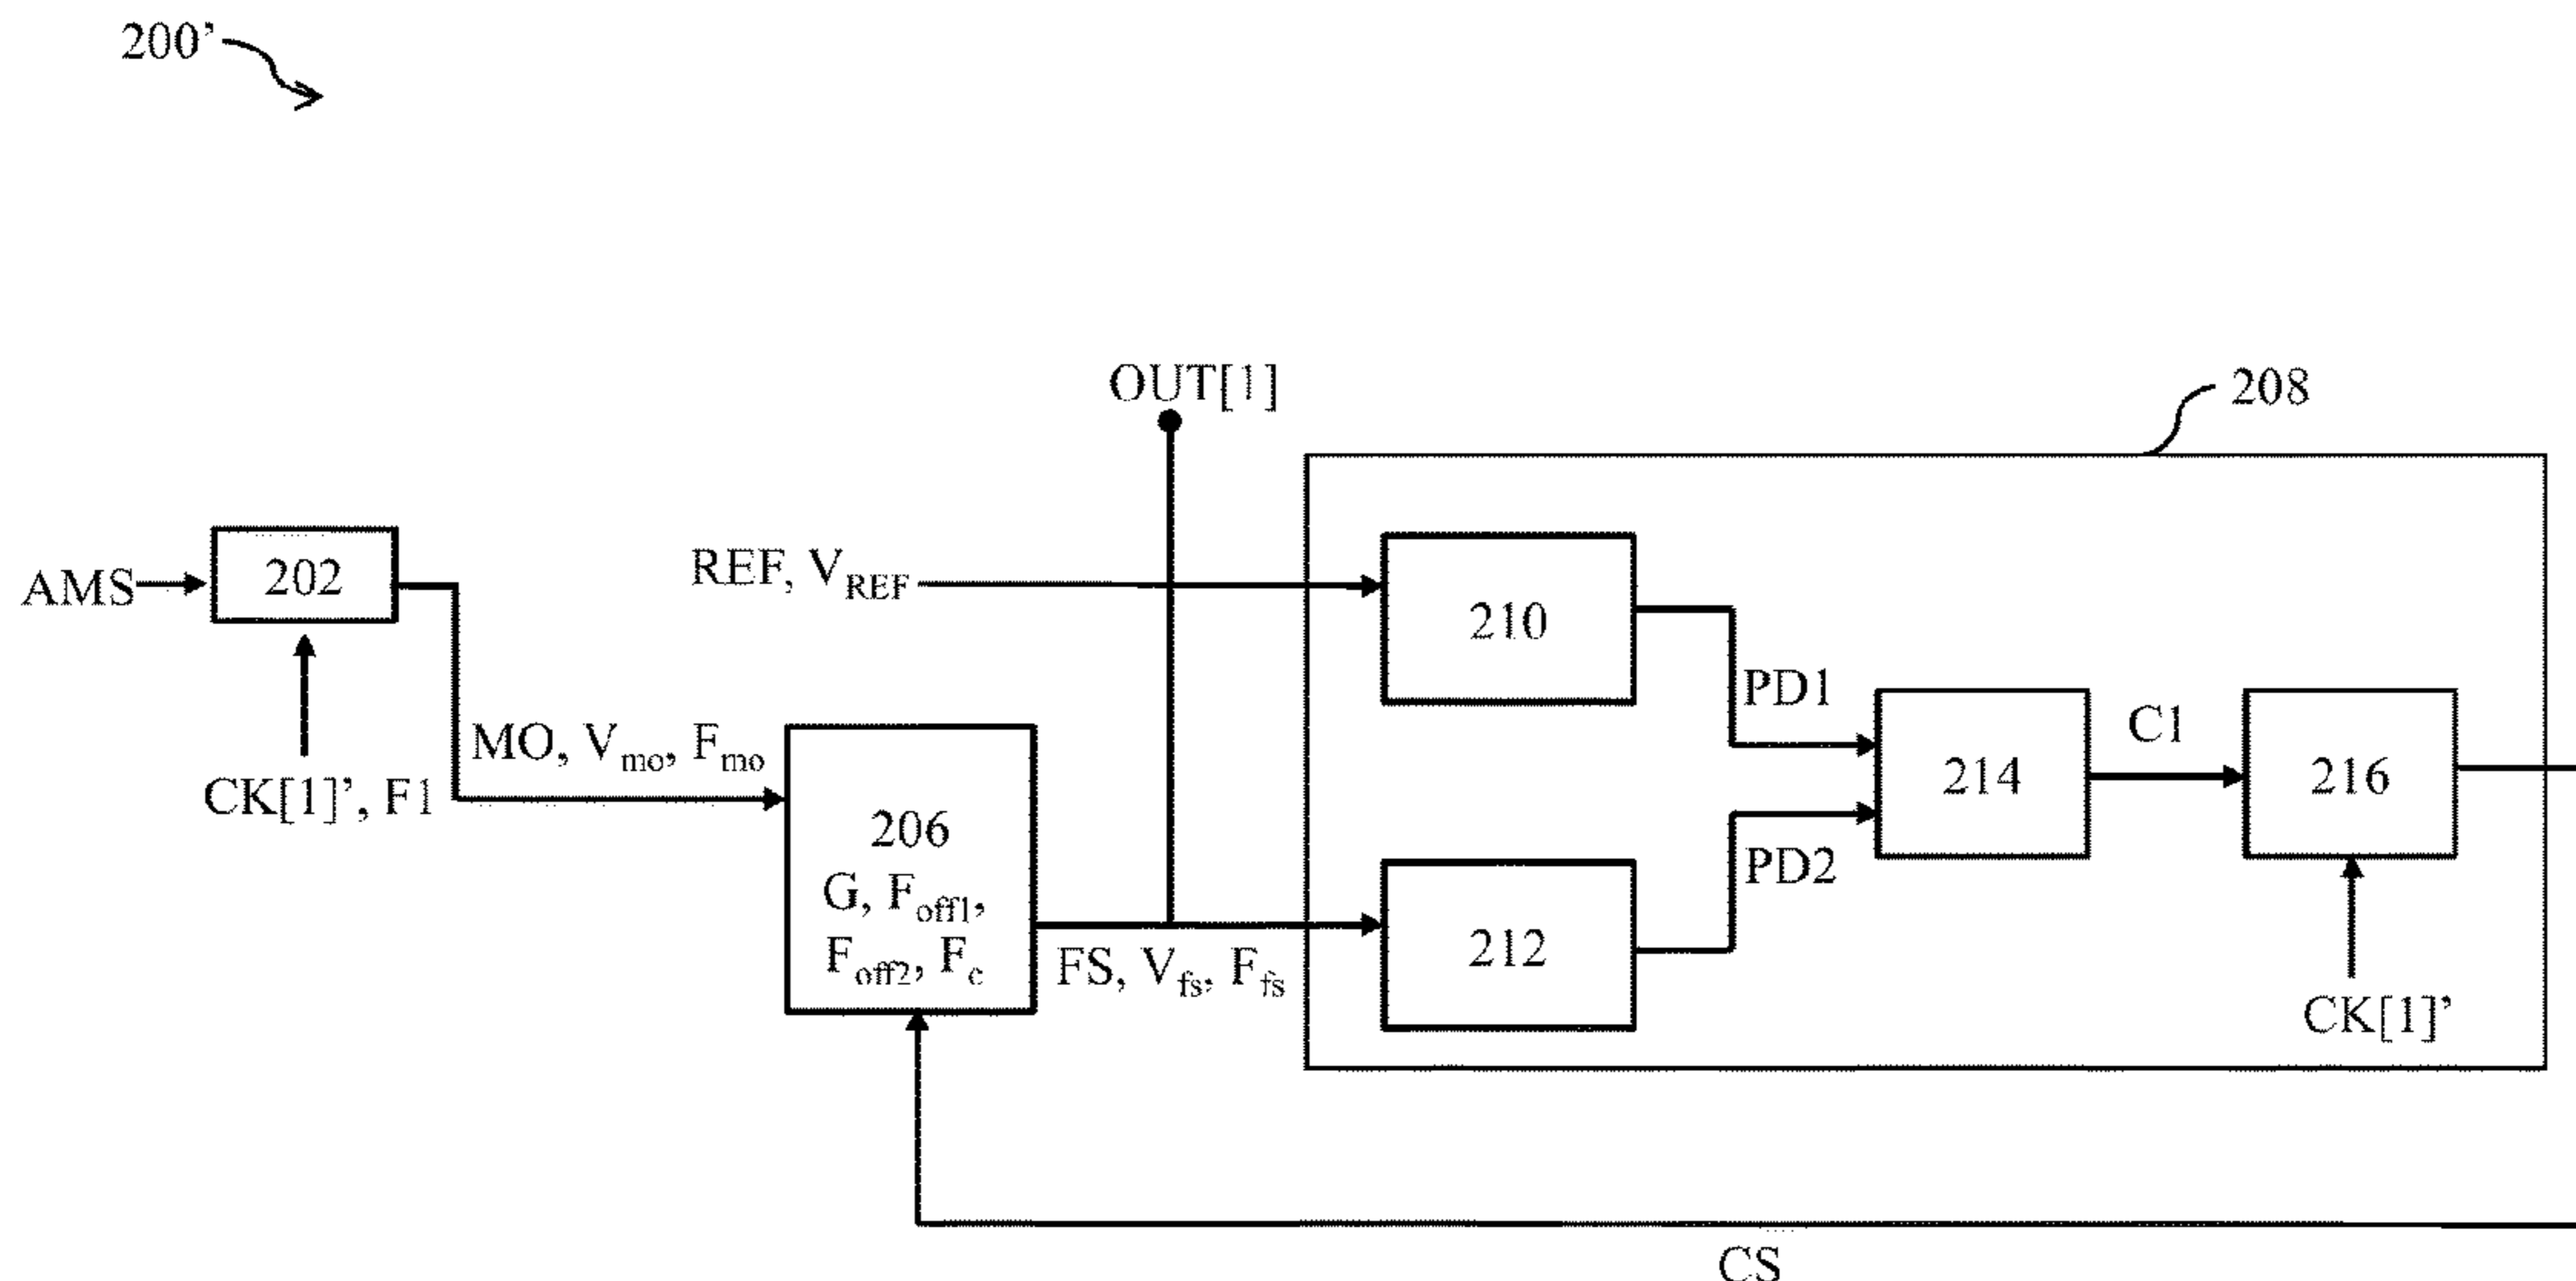 200’
OUT[1]
208
AMS
202
REF, V_REF
210
PD1
C1
MO, V_mo, F_mo
CK[1]’, F1
214
216
206
G, F_off1,
F_off2, F_c
PD2
212
FS, V_fs, F_fs
CK[1]’
CS